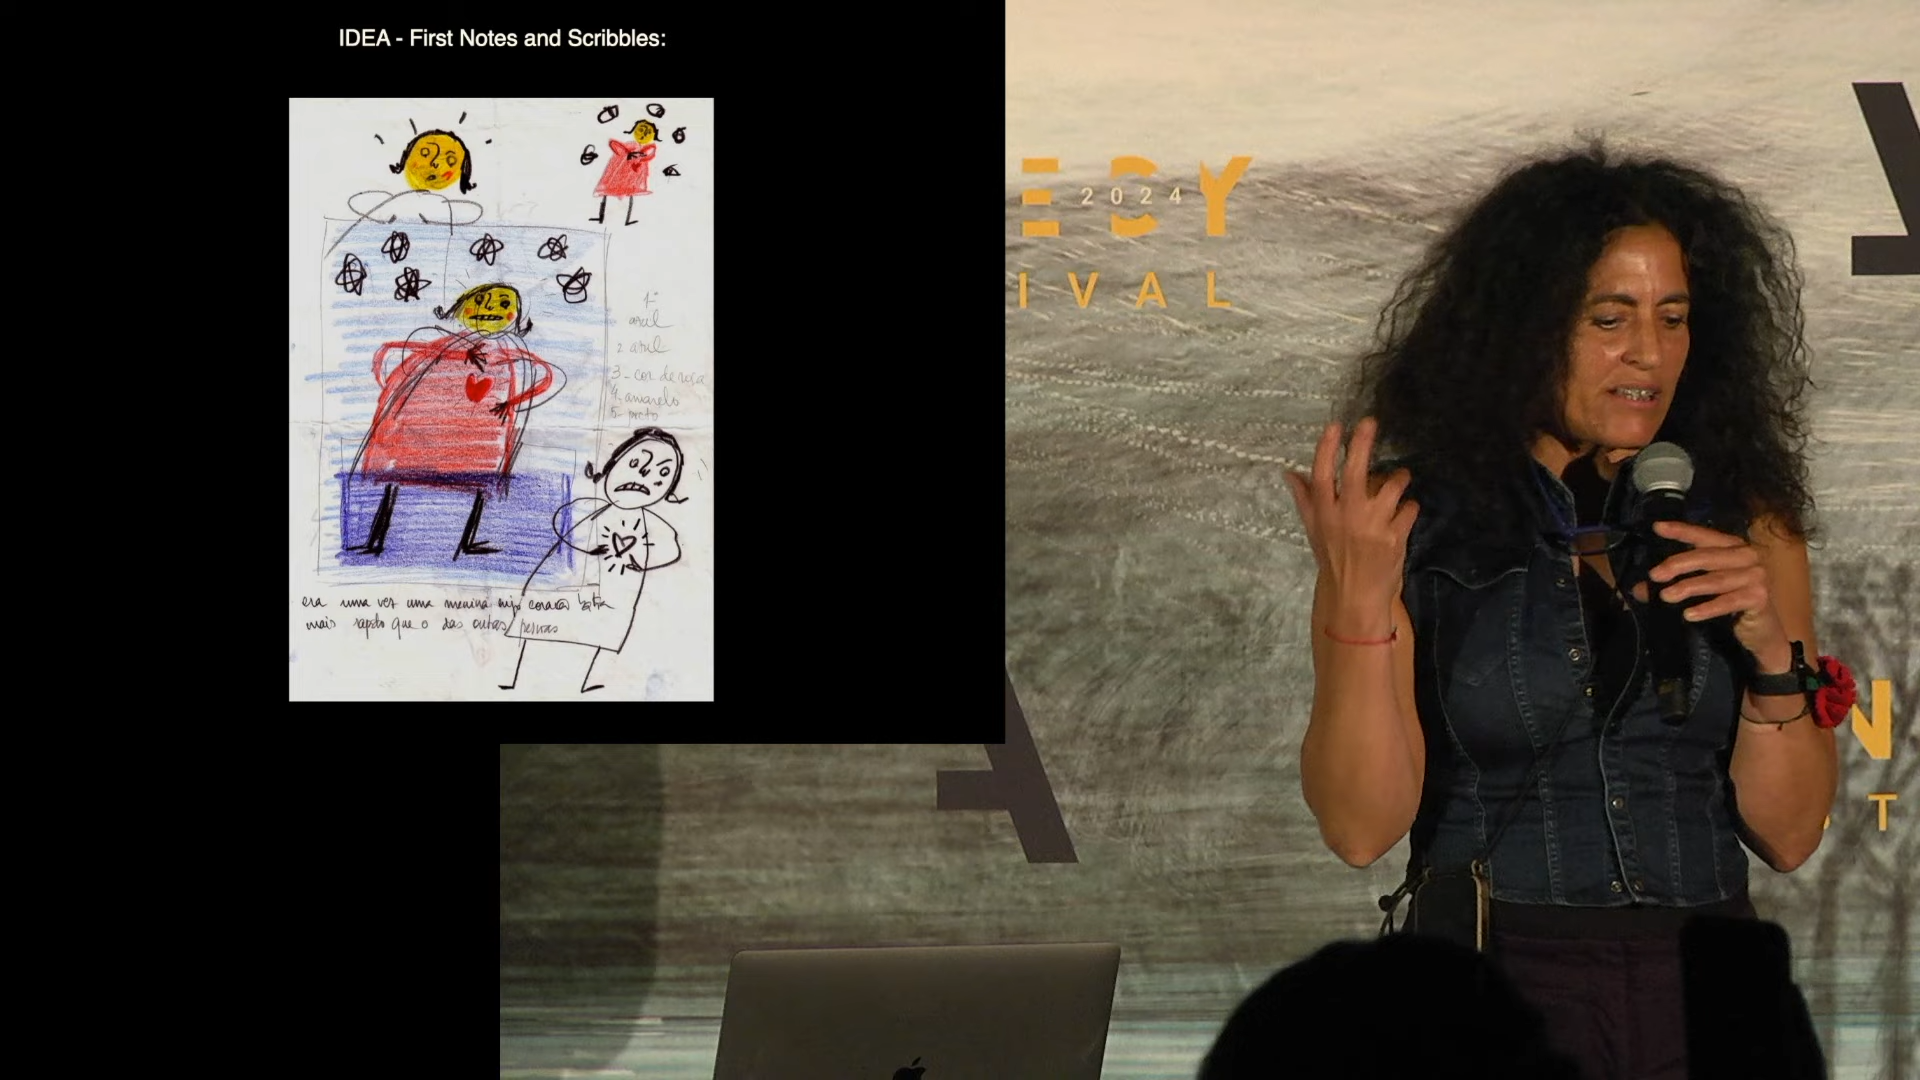 IDEA - First Notes and Scribbles:
1-
azul
2 azul
3 - cor de rosa
4 - amarelo
5 - preto
era uma vez uma menina cujo coração batia
mais rapido que o das outras pessoas
2024
IVAL
N
T
A